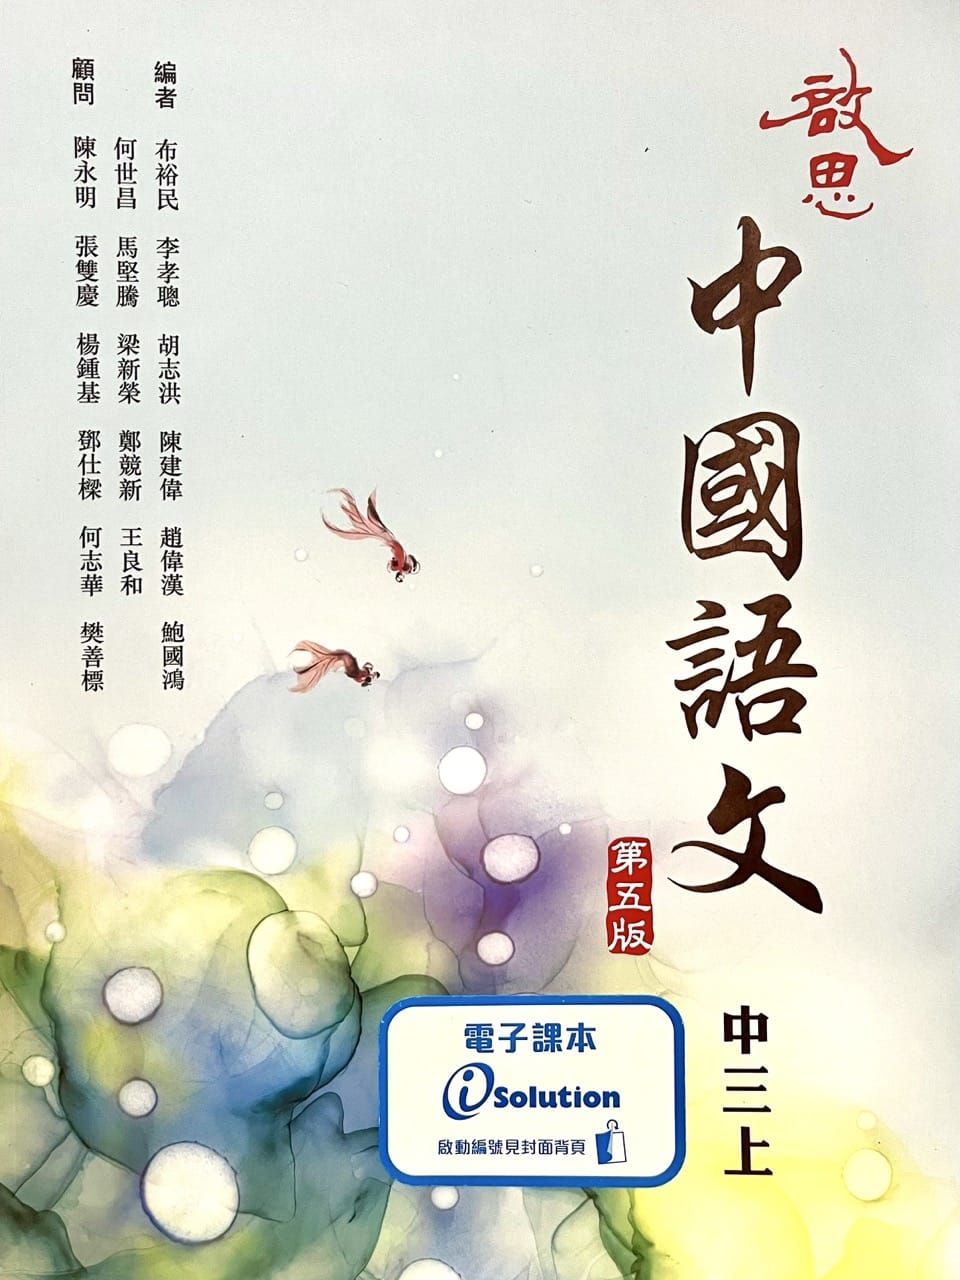 啟思
中國語文
第五版
中三上
編者 布裕民 李孝聰 胡志洪 陳建偉 趙偉漢 鮑國鴻
何世昌 馬堅騰 梁新榮 鄭競新 王良和
顧問 陳永明 張雙慶 楊鍾基 鄧仕樑 何志華 樊善標
電子課本
iSolution
啟動編號見封面背頁